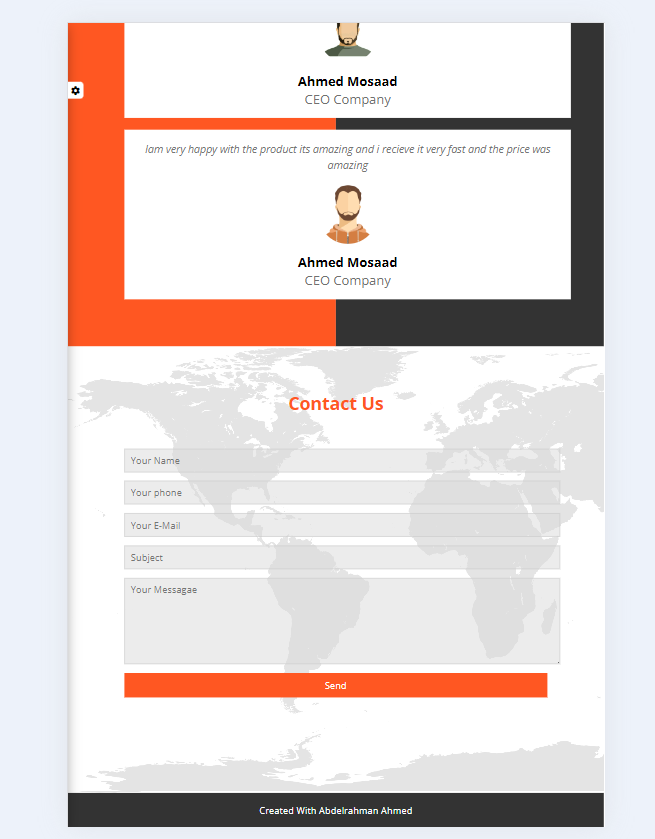 Ahmed Mosaad
CEO Company
Iam very happy with the product its amazing and i recieve it very fast and the price was
amazing
Ahmed Mosaad
CEO Company
Contact Us
Your Name
Your phone
Your E-Mail
Subject
Your Messagae
Send
Created With Abdelrahman Ahmed